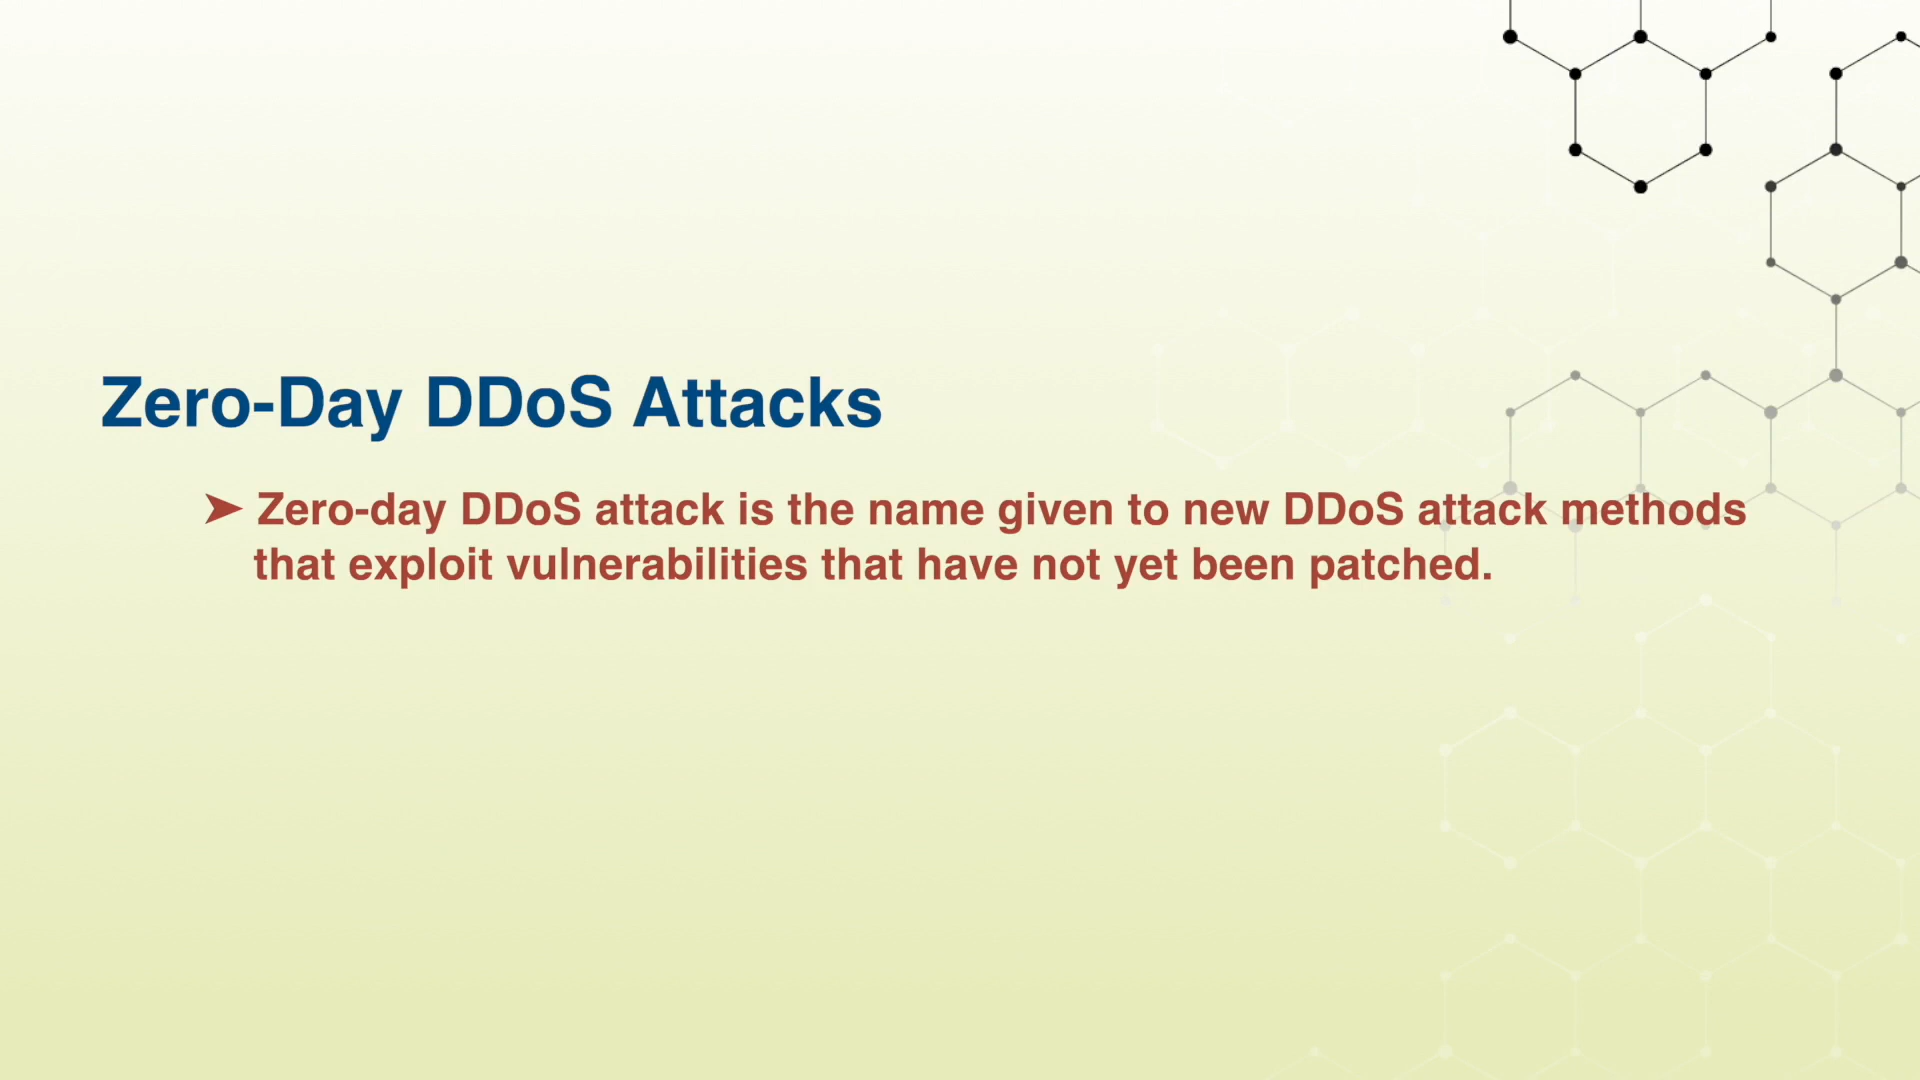 Zero-Day DDoS Attacks
➤ Zero-day DDoS attack is the name given to new DDoS attack methods
that exploit vulnerabilities that have not yet been patched.